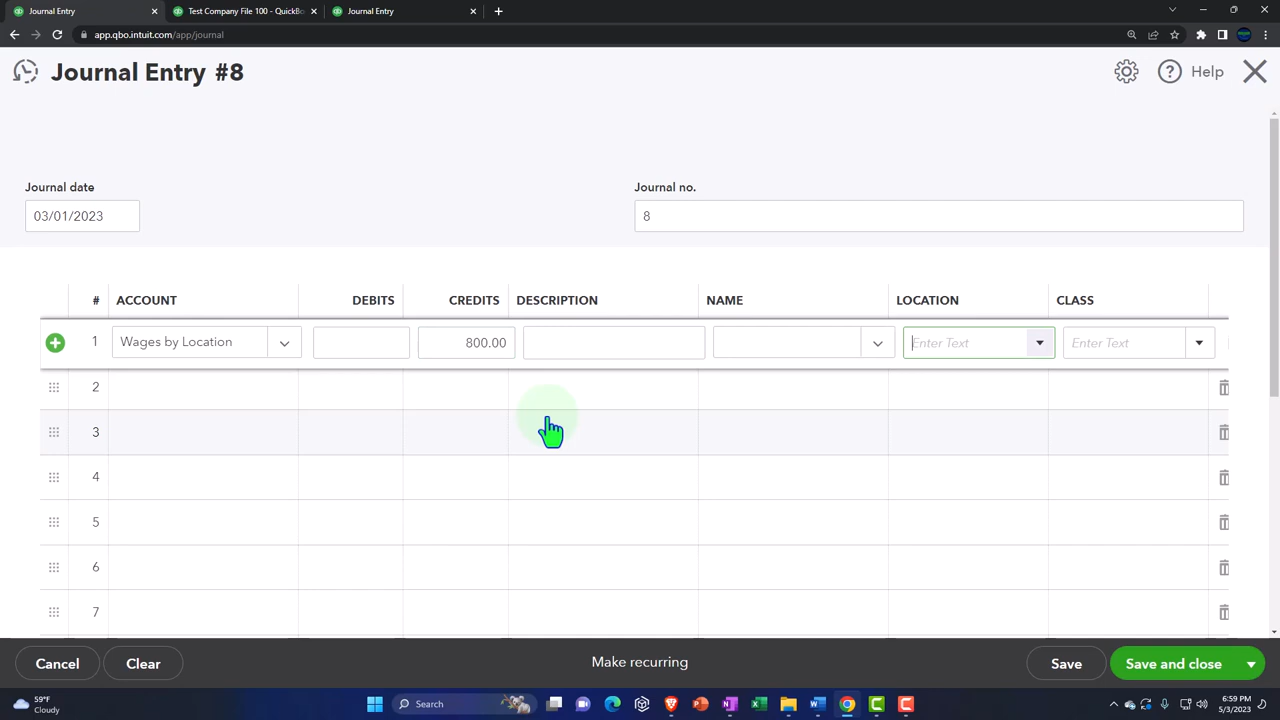 Journal Entry
Test Company File 100 - QuickBo
Journal Entry
app.qbo.intuit.com/app/journal
Journal Entry #8
Help
Journal date
Journal no.
03/01/2023
8
# ACCOUNT DEBITS CREDITS DESCRIPTION NAME LOCATION CLASS
1 Wages by Location 800.00 Enter Text Enter Text
2
3
4
5
6
7
Cancel Clear Make recurring Save Save and close
59°F
Cloudy
Search
6:59 PM
5/3/2023